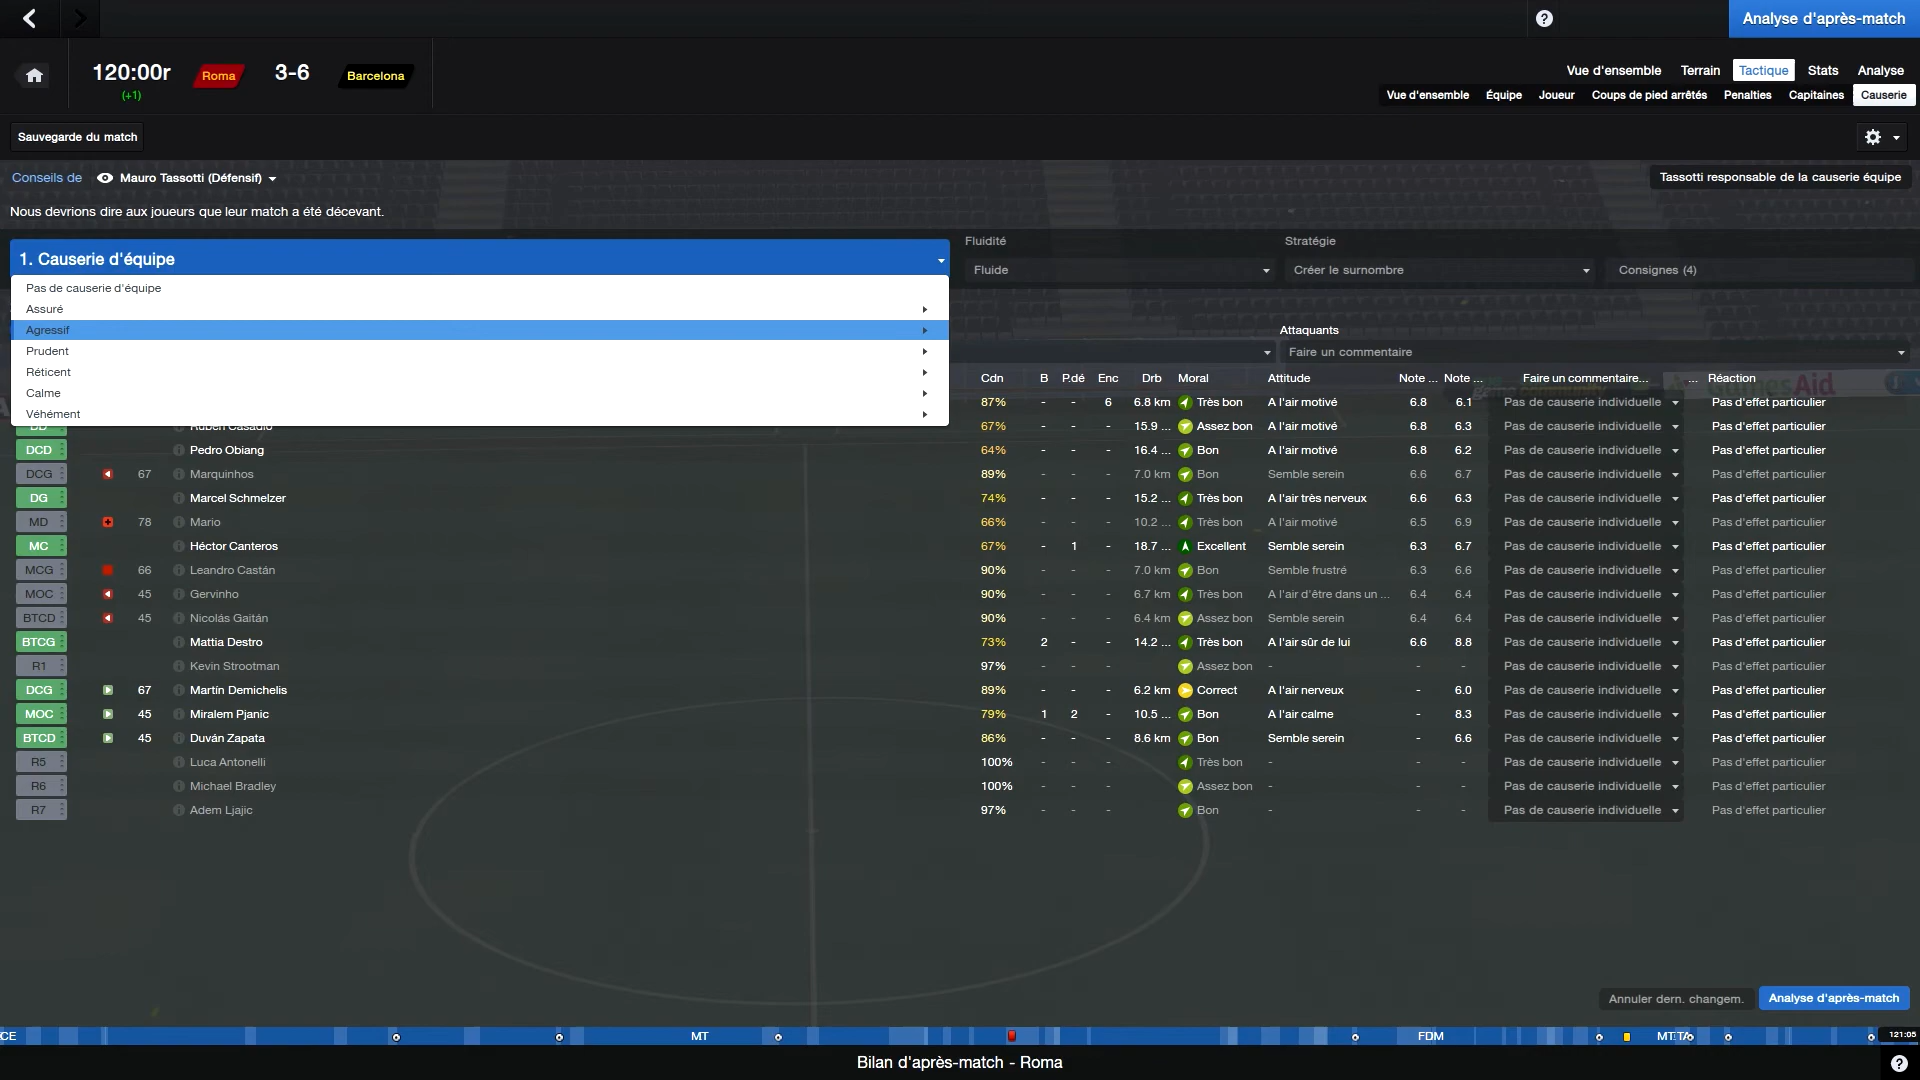 Analyse d'après-match
120:00r Roma 3-6 Barcelona
(+1)
Vue d'ensemble Terrain Tactique Stats Analyse
Vue d'ensemble Équipe Joueur Coups de pied arrêtés Penalties Capitaines Causerie
Sauvegarde du match
Conseils de Mauro Tassotti (Défensif)
Tassotti responsable de la causerie équipe
Nous devrions dire aux joueurs que leur match a été décevant.
1. Causerie d'équipe
Fluidité Stratégie
Fluide Créer le surnombre Consignes (4)
Pas de causerie d'équipe
Assuré
Agressif
Prudent
Réticent
Calme
Véhément
Attaquants
Faire un commentaire
Cdn B P.dé Enc Drb Moral Attitude Note ... Note ... Faire un commentaire... ... Réaction
87% - - 6 6.8 km Très bon A l'air motivé 6.8 6.1 Pas de causerie individuelle Pas d'effet particulier
67% - - - 15.9 ... Assez bon A l'air motivé 6.8 6.3 Pas de causerie individuelle Pas d'effet particulier
DCD Pedro Obiang 64% - - - 16.4 ... Bon A l'air motivé 6.8 6.2 Pas de causerie individuelle Pas d'effet particulier
DCG 67 Marquinhos 89% - - - 7.0 km Bon Semble serein 6.6 6.7 Pas de causerie individuelle Pas d'effet particulier
DG Marcel Schmelzer 74% - - - 15.2 ... Très bon A l'air très nerveux 6.6 6.3 Pas de causerie individuelle Pas d'effet particulier
MD 78 Mario 66% - - - 10.2 ... Très bon A l'air motivé 6.5 6.9 Pas de causerie individuelle Pas d'effet particulier
MC Héctor Canteros 67% - 1 - 18.7 ... Excellent Semble serein 6.3 6.7 Pas de causerie individuelle Pas d'effet particulier
MCG 66 Leandro Castán 90% - - - 7.0 km Bon Semble frustré 6.3 6.6 Pas de causerie individuelle Pas d'effet particulier
MOC 45 Gervinho 90% - - - 6.7 km Très bon A l'air d'être dans un ... 6.4 6.4 Pas de causerie individuelle Pas d'effet particulier
BTCD 45 Nicolás Gaitán 90% - - - 6.4 km Assez bon Semble serein 6.4 6.4 Pas de causerie individuelle Pas d'effet particulier
BTCG Mattia Destro 73% 2 - - 14.2 ... Très bon A l'air sûr de lui 6.6 8.8 Pas de causerie individuelle Pas d'effet particulier
R1 Kevin Strootman 97% - - - Assez bon - - - Pas de causerie individuelle Pas d'effet particulier
DCG 67 Martín Demichelis 89% - - - 6.2 km Correct A l'air nerveux - 6.0 Pas de causerie individuelle Pas d'effet particulier
MOC 45 Miralem Pjanic 79% 1 2 - 10.5 ... Bon A l'air calme - 8.3 Pas de causerie individuelle Pas d'effet particulier
BTCD 45 Duván Zapata 86% - - - 8.6 km Bon Semble serein - 6.6 Pas de causerie individuelle Pas d'effet particulier
R5 Luca Antonelli 100% - - - Très bon - - - Pas de causerie individuelle Pas d'effet particulier
R6 Michael Bradley 100% - - - Assez bon - - - Pas de causerie individuelle Pas d'effet particulier
R7 Adem Ljajic 97% - - - Bon - - - Pas de causerie individuelle Pas d'effet particulier
Annuler dern. changem. Analyse d'après-match
CE MT FDM MT TA 121:05
Bilan d'après-match - Roma